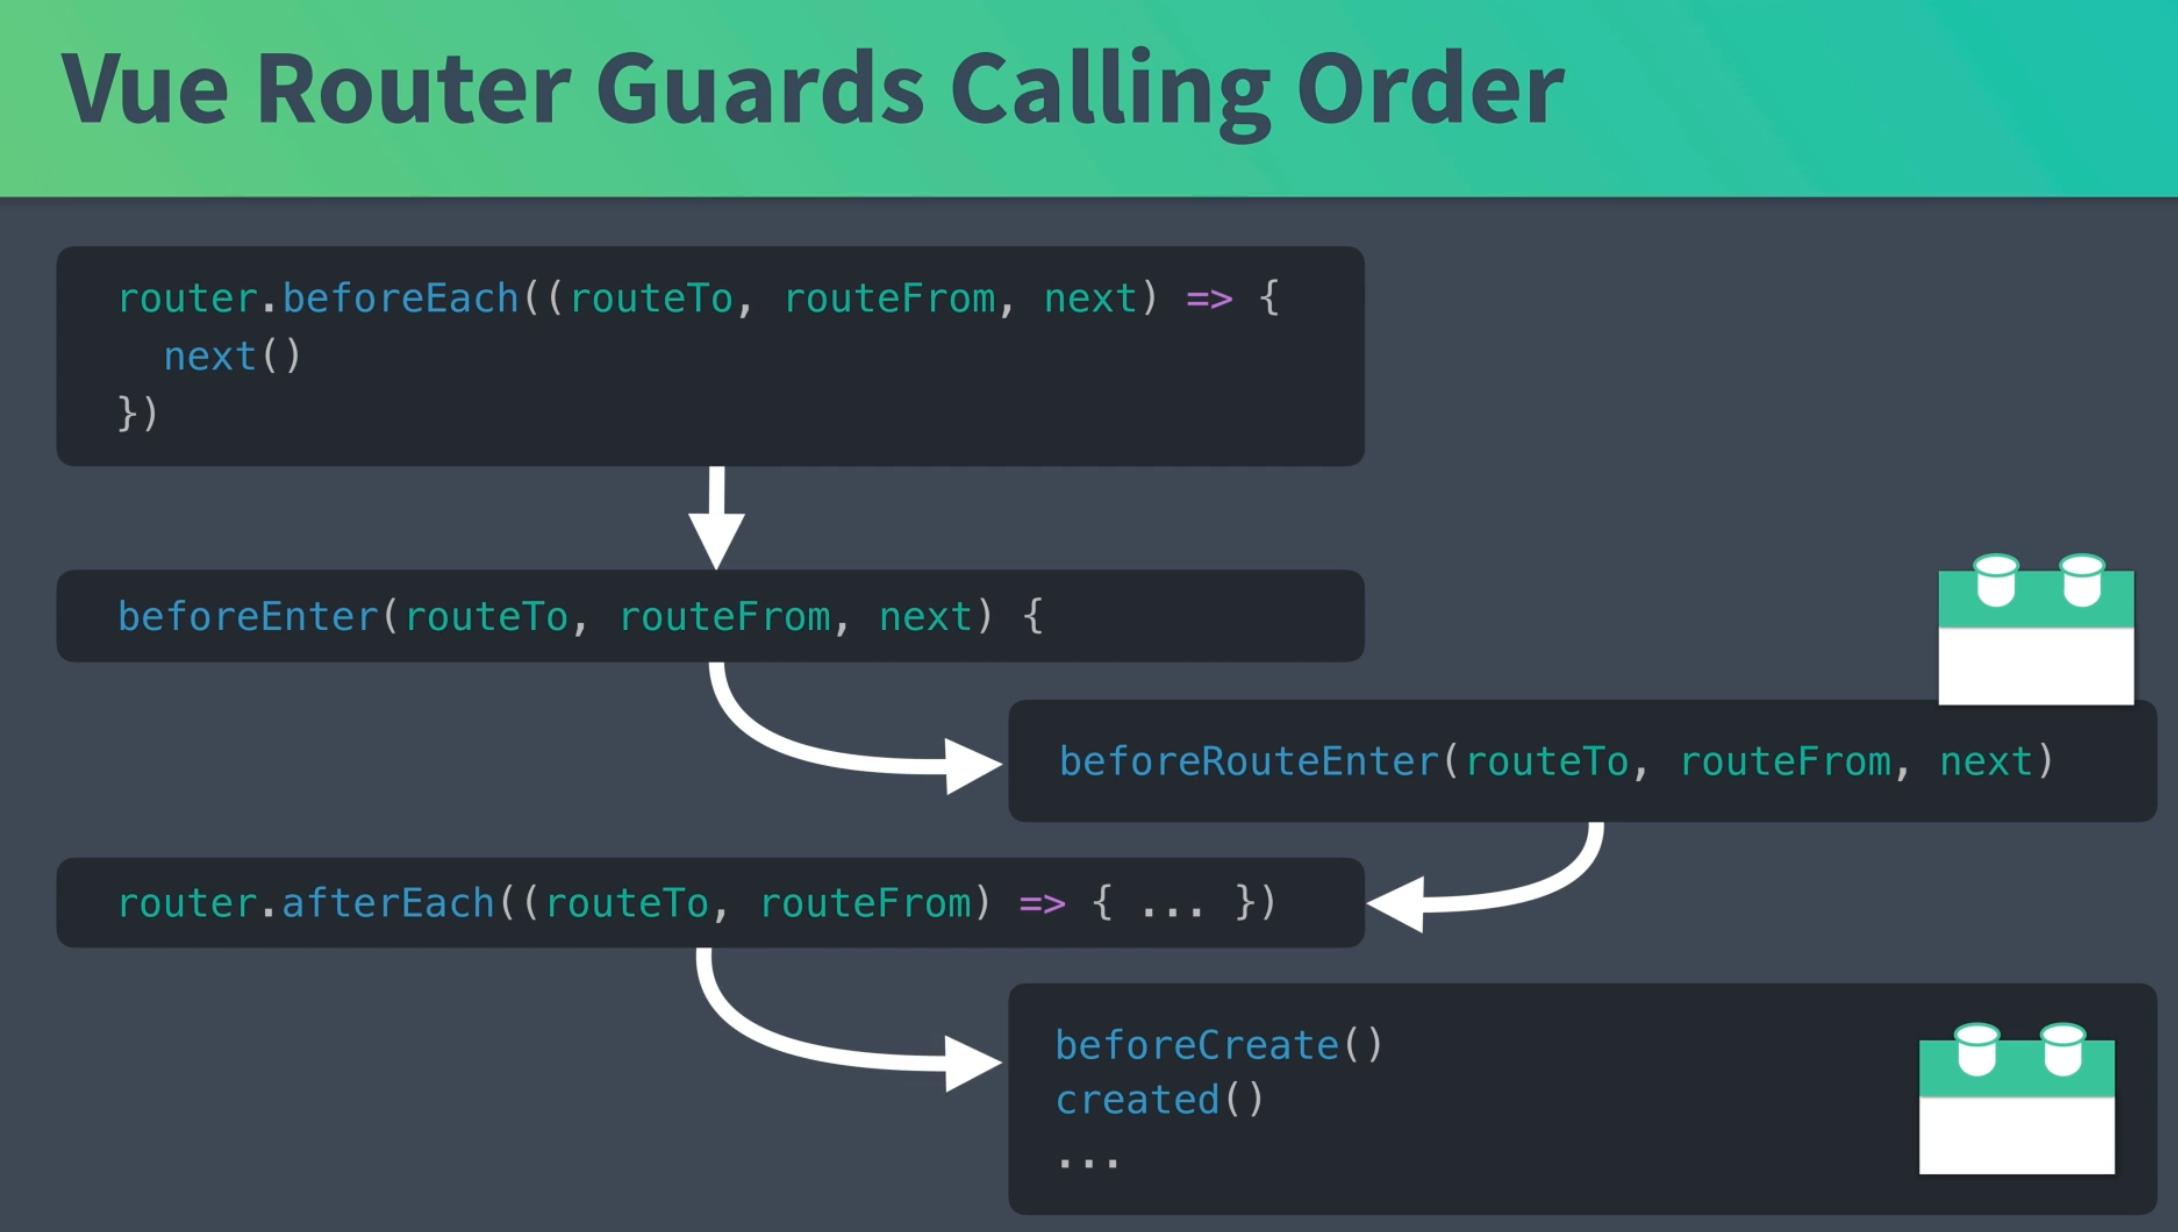 Vue Router Guards Calling Order
router.beforeEach((routeTo, routeFrom, next) => {
  next()
})
beforeEnter(routeTo, routeFrom, next) {
beforeRouteEnter(routeTo, routeFrom, next)
router.afterEach((routeTo, routeFrom) => { ... })
beforeCreate()
created()
...